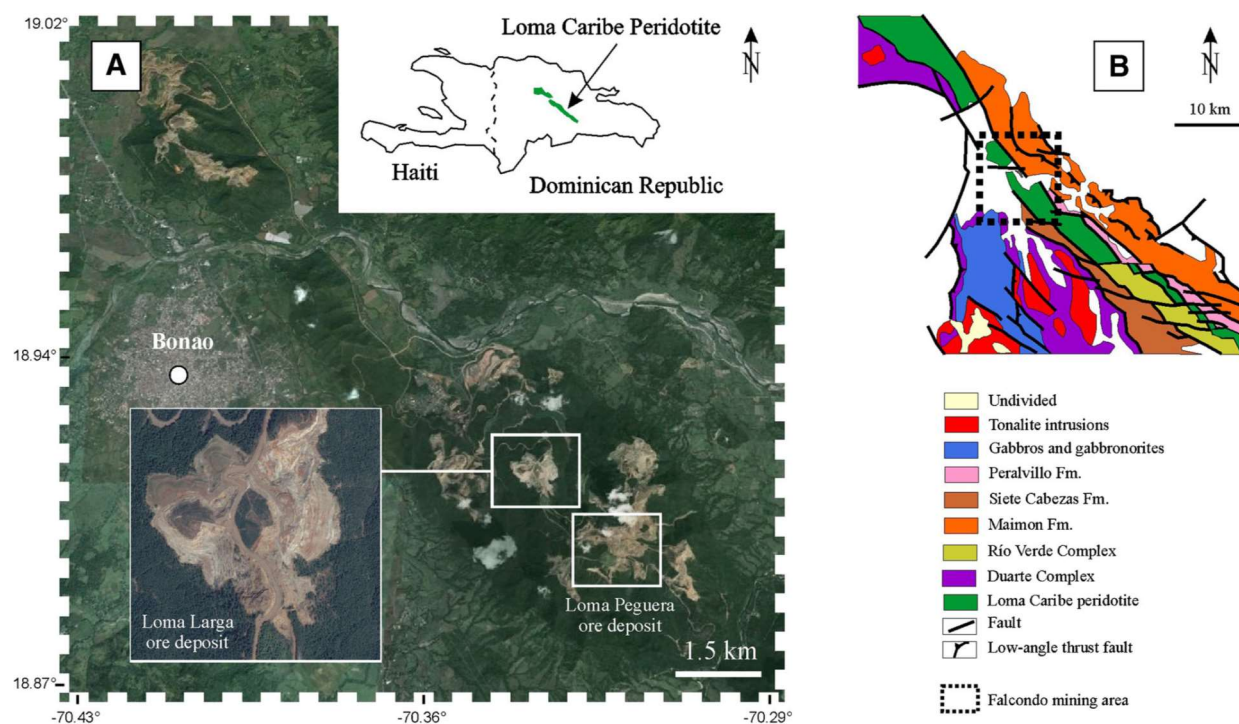 19.02°
A
Loma Caribe Peridotite
N
Haiti
Dominican Republic
Bonao
18.94°
Loma Larga
ore deposit
Loma Peguera
ore deposit
1.5 km
18.87°
-70.43°
-70.36°
-70.29°
B
N
10 km
Undivided
Tonalite intrusions
Gabbros and gabbronorites
Peralvillo Fm.
Siete Cabezas Fm.
Maimon Fm.
Río Verde Complex
Duarte Complex
Loma Caribe peridotite
Fault
Low-angle thrust fault
Falcondo mining area